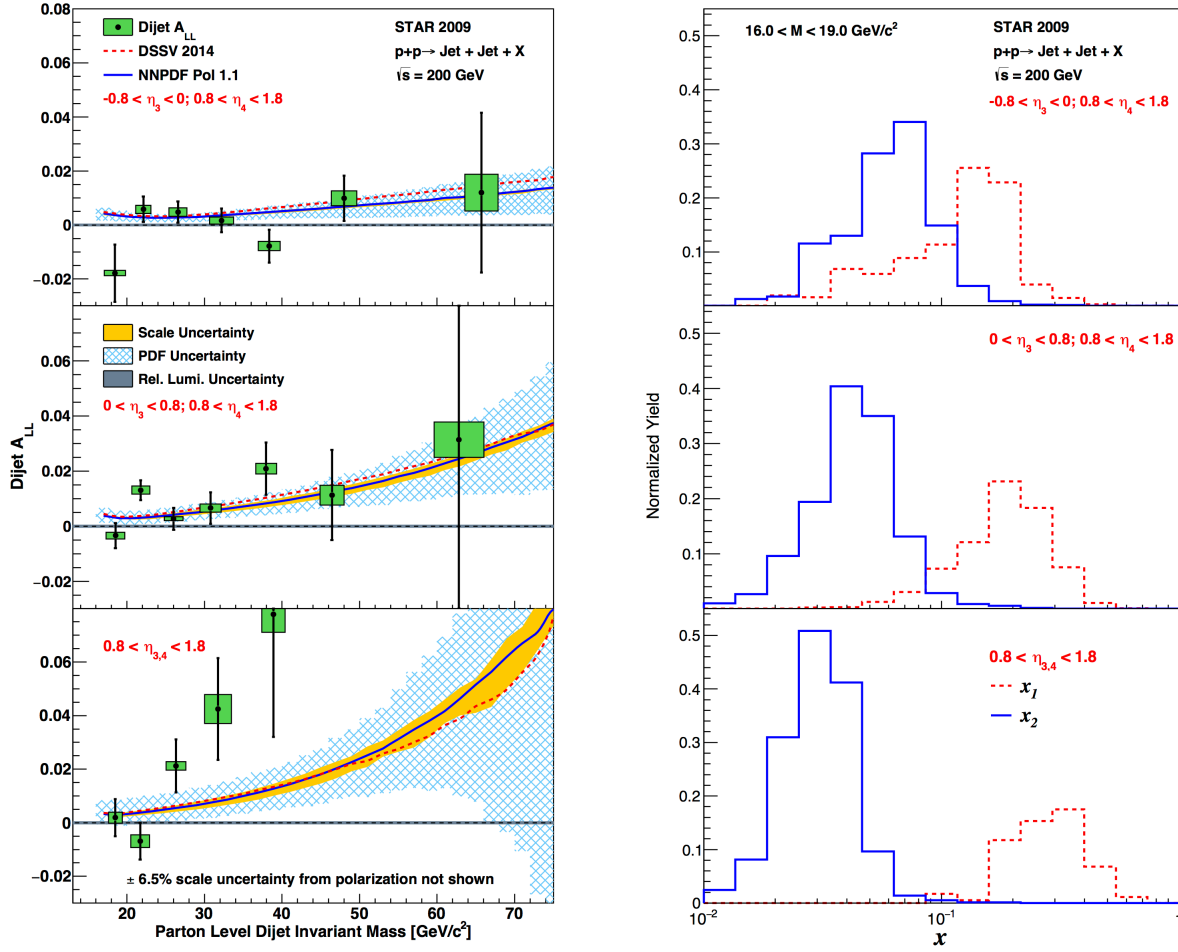 0.08
0.06
0.04
0.02
0
−0.02
Dijet A_LL
DSSV 2014
NNPDF Pol 1.1
-0.8 < η_3 < 0; 0.8 < η_4 < 1.8
STAR 2009
p+p→ Jet + Jet + X
√s = 200 GeV
0.06
0.04
0.02
0
−0.02
Scale Uncertainty
PDF Uncertainty
Rel. Lumi. Uncertainty
0 < η_3 < 0.8; 0.8 < η_4 < 1.8
Dijet A_LL
0.06
0.04
0.02
0
−0.02
0.8 < η_3,4 < 1.8
± 6.5% scale uncertainty from polarization not shown
20 30 40 50 60 70
Parton Level Dijet Invariant Mass [GeV/c²]
0.5
0.4
0.3
0.2
0.1
16.0 < M < 19.0 GeV/c²
STAR 2009
p+p→ Jet + Jet + X
√s = 200 GeV
-0.8 < η_3 < 0; 0.8 < η_4 < 1.8
0.5
0.4
0.3
0.2
0.1
0 < η_3 < 0.8; 0.8 < η_4 < 1.8
Normalized Yield
0.5
0.4
0.3
0.2
0.1
0
0.8 < η_3,4 < 1.8
x_1
x_2
10⁻² 10⁻¹ 1
x